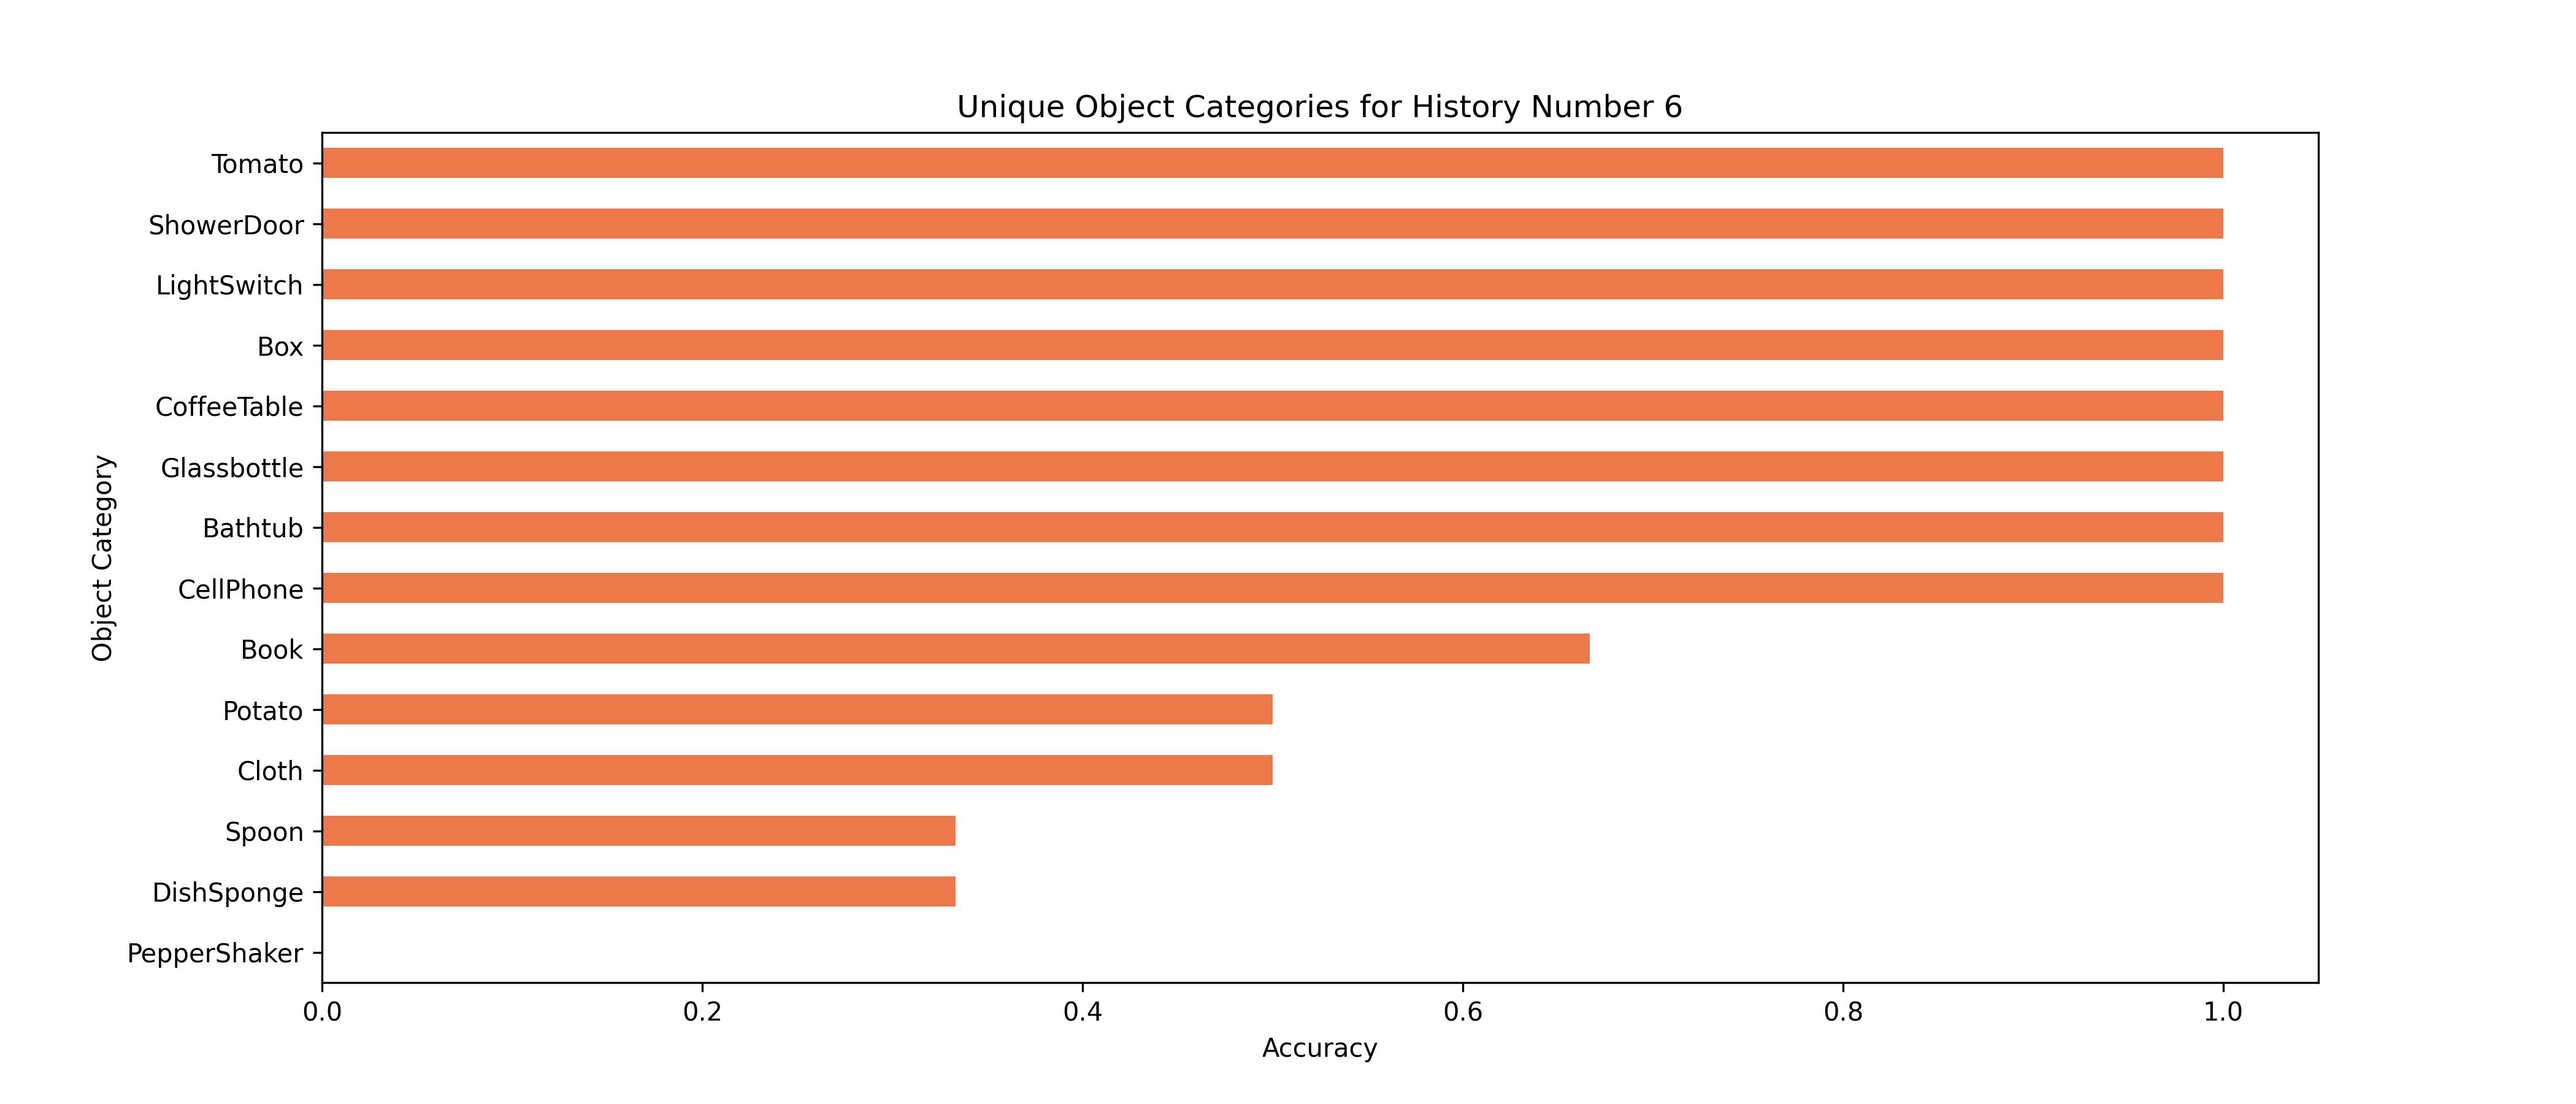 Unique Object Categories for History Number 6
Tomato
ShowerDoor
LightSwitch
Box
CoffeeTable
Glassbottle
Bathtub
CellPhone
Book
Potato
Cloth
Spoon
DishSponge
PepperShaker
Object Category
0.0 0.2 0.4 0.6 0.8 1.0
Accuracy